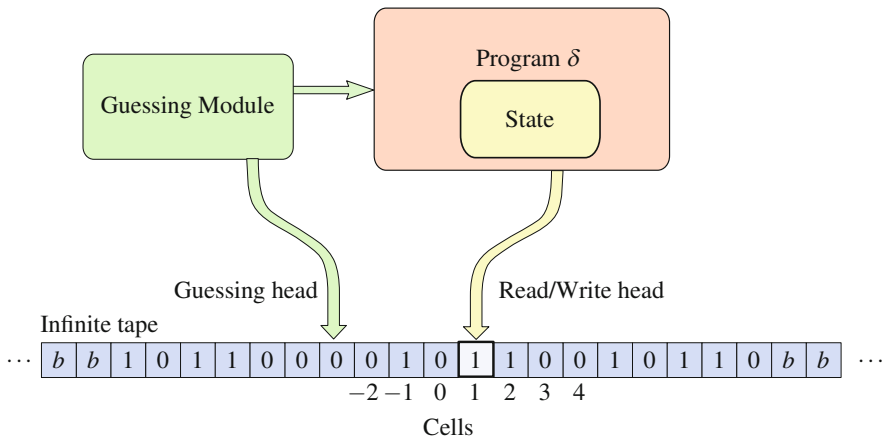 Program δ
Guessing Module
State
Guessing head
Read/Write head
Infinite tape
··· b b 1 0 1 1 0 0 0 0 1 0 1 1 0 0 1 0 1 1 0 b b ···
−2 −1 0 1 2 3 4
Cells